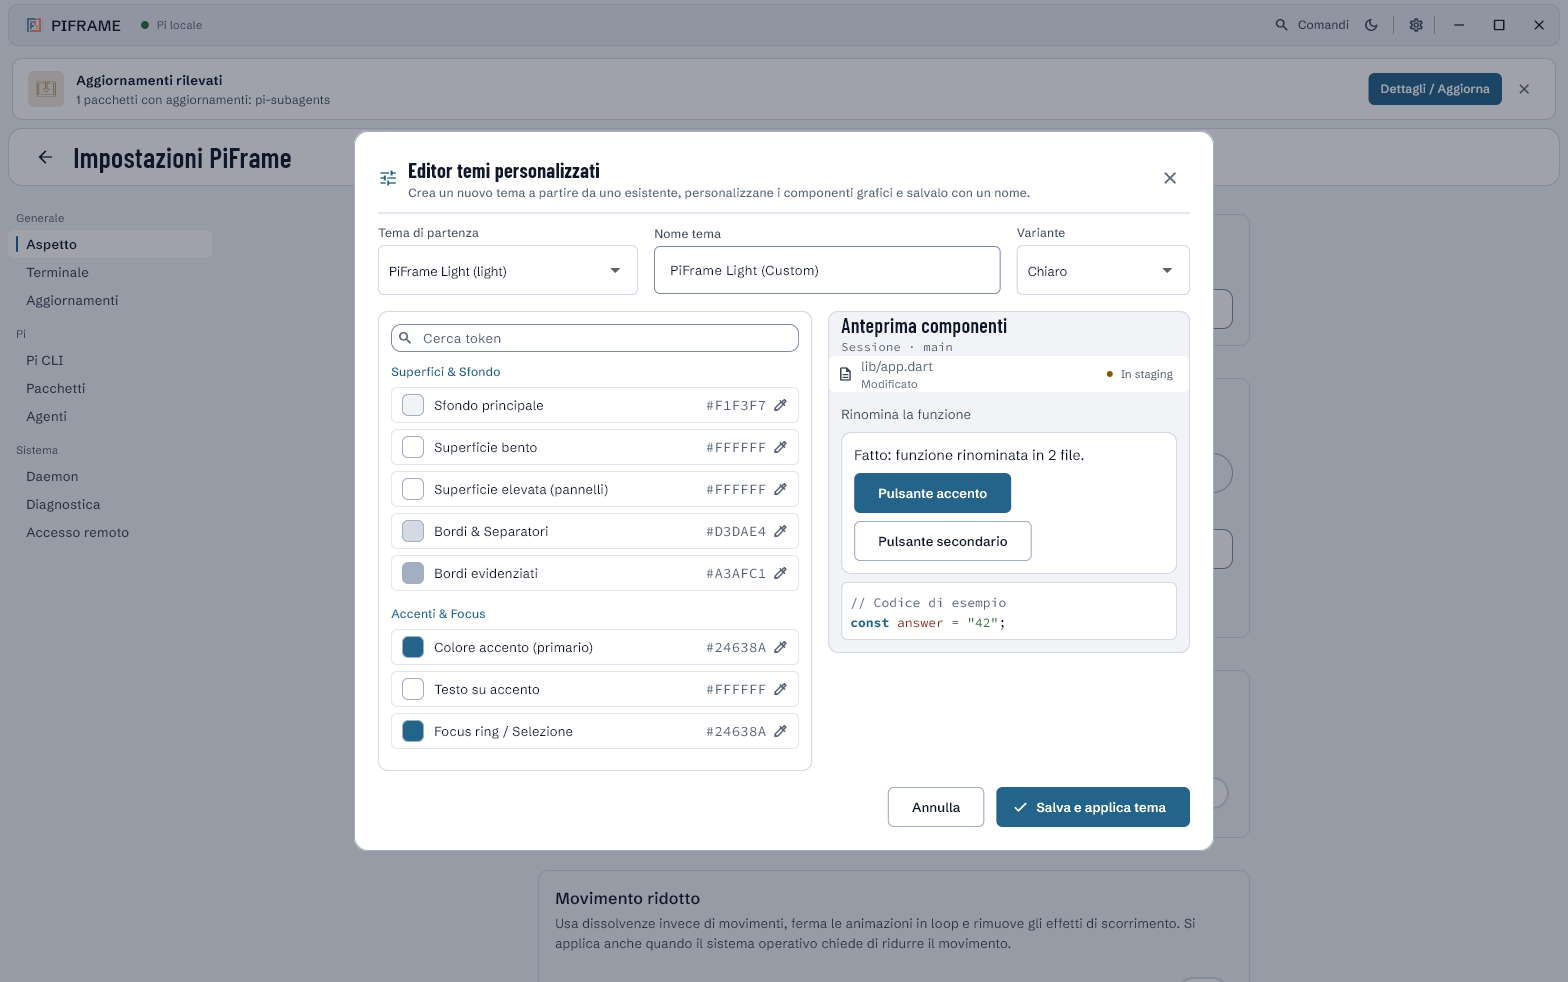 PIFRAME
Pi locale
Comandi
Aggiornamenti rilevati
1 pacchetti con aggiornamenti: pi-subagents
Dettagli / Aggiorna
Impostazioni PiFrame
Generale
Aspetto
Terminale
Aggiornamenti
Pi
Pi CLI
Pacchetti
Agenti
Sistema
Daemon
Diagnostica
Accesso remoto
Editor temi personalizzati
Crea un nuovo tema a partire da uno esistente, personalizzane i componenti grafici e salvalo con un nome.
Tema di partenza
PiFrame Light (light)
Nome tema
PiFrame Light (Custom)
Variante
Chiaro
Cerca token
Superfici & Sfondo
Sfondo principale #F1F3F7
Superficie bento #FFFFFF
Superficie elevata (pannelli) #FFFFFF
Bordi & Separatori #D3DAE4
Bordi evidenziati #A3AFC1
Accenti & Focus
Colore accento (primario) #24638A
Testo su accento #FFFFFF
Focus ring / Selezione #24638A
Anteprima componenti
Sessione · main
lib/app.dart
Modificato
In staging
Rinomina la funzione
Fatto: funzione rinominata in 2 file.
Pulsante accento
Pulsante secondario
// Codice di esempio
const answer = "42";
Annulla
Salva e applica tema
Movimento ridotto
Usa dissolvenze invece di movimenti, ferma le animazioni in loop e rimuove gli effetti di scorrimento. Si
applica anche quando il sistema operativo chiede di ridurre il movimento.